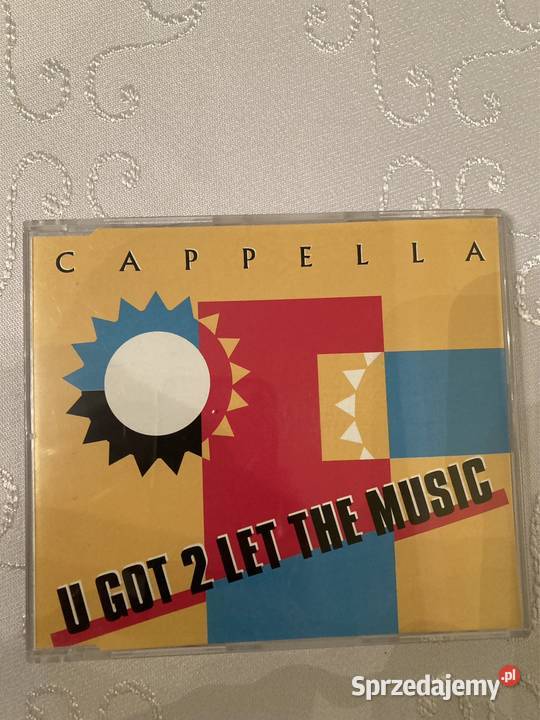 CAPPELLA
U GOT 2 LET THE MUSIC
Sprzedajemy.pl